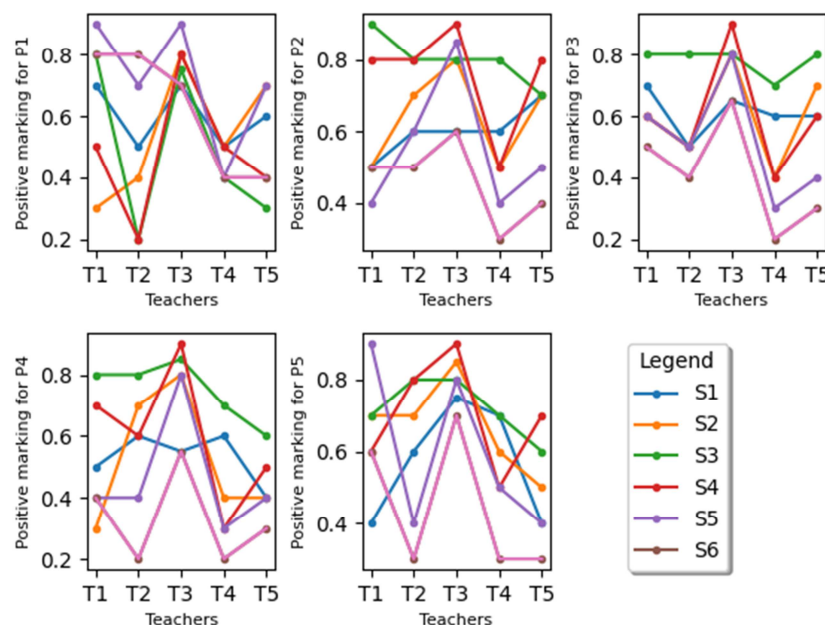 Positive marking for P1
0.8
0.6
0.4
0.2
T1 T2 T3 T4 T5
Teachers
Positive marking for P2
0.8
0.6
0.4
T1 T2 T3 T4 T5
Teachers
Positive marking for P3
0.8
0.6
0.4
0.2
T1 T2 T3 T4 T5
Teachers
Positive marking for P4
0.8
0.6
0.4
0.2
T1 T2 T3 T4 T5
Teachers
Positive marking for P5
0.8
0.6
0.4
T1 T2 T3 T4 T5
Teachers
Legend
S1
S2
S3
S4
S5
S6